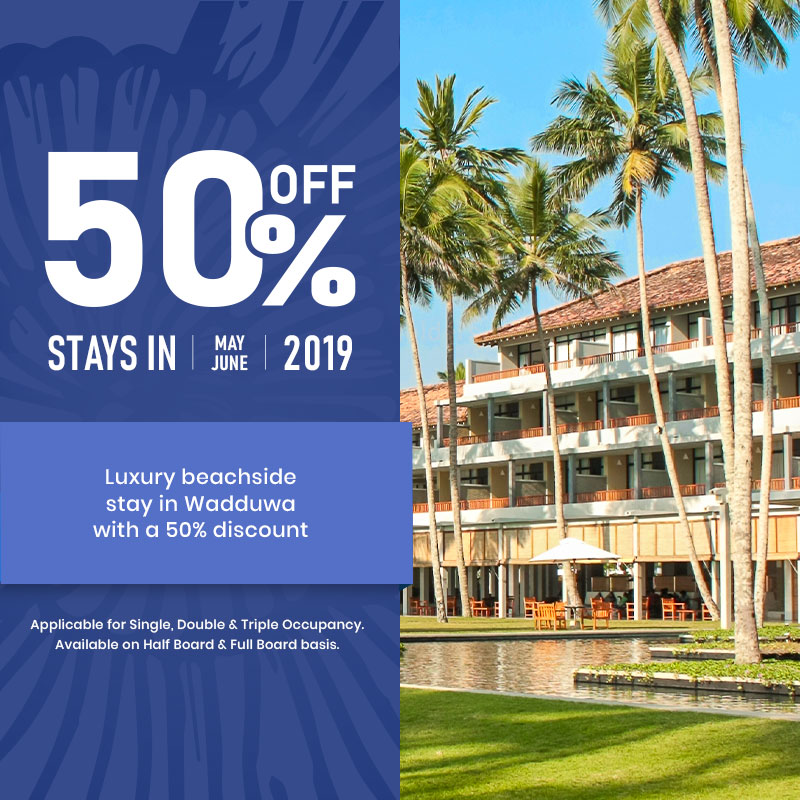 50% OFF
STAYS IN | MAY JUNE | 2019
Luxury beachside
stay in Wadduwa
with a 50% discount
Applicable for Single, Double & Triple Occupancy.
Available on Half Board & Full Board basis.